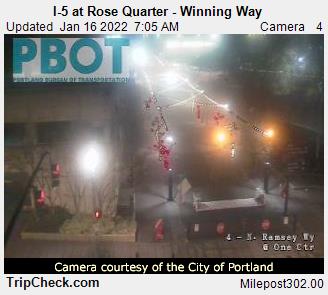 I-5 at Rose Quarter - Winning Way
Updated Jan 16 2022 7:05 AM Camera 4
PBOT
PORTLAND BUREAU OF TRANSPORTATION
4 - N. Ramsey Wy
@ One Ctr
Camera courtesy of the City of Portland
TripCheck.com Milepost302.00